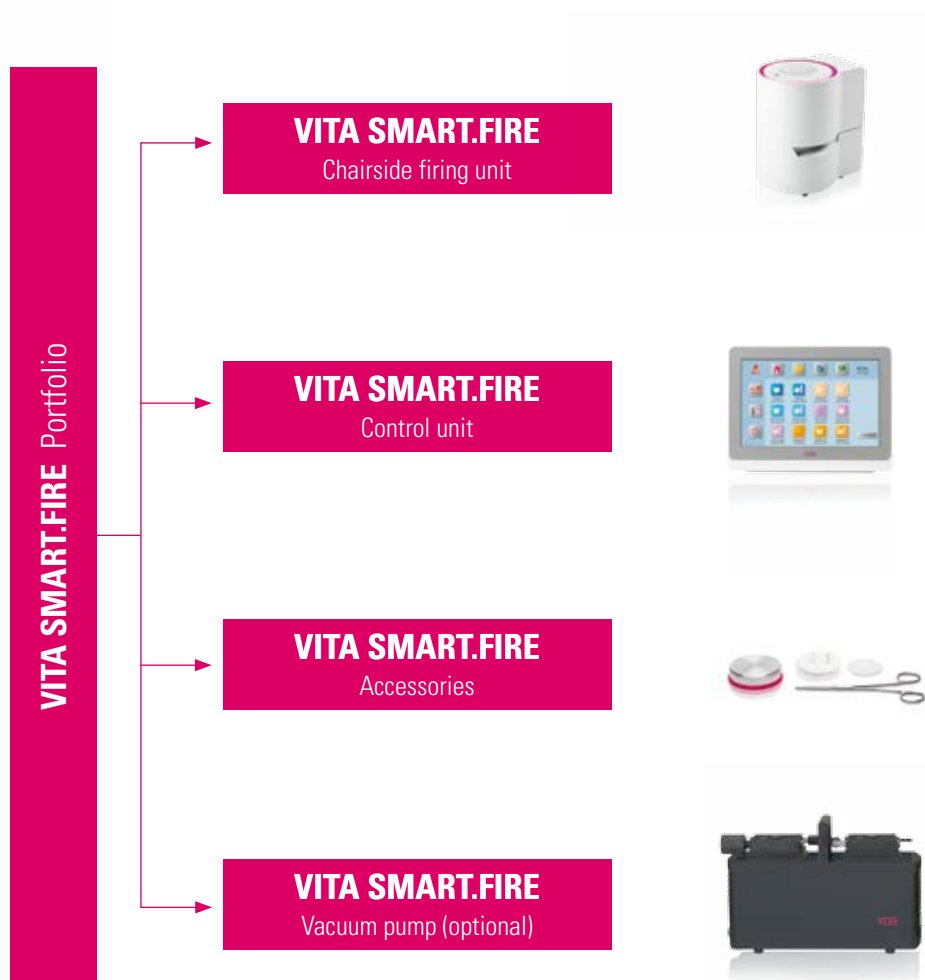 VITA SMART.FIRE Portfolio
VITA SMART.FIRE
Chairside firing unit
VITA SMART.FIRE
Control unit
VITA SMART.FIRE
Accessories
VITA SMART.FIRE
Vacuum pump (optional)
VITA